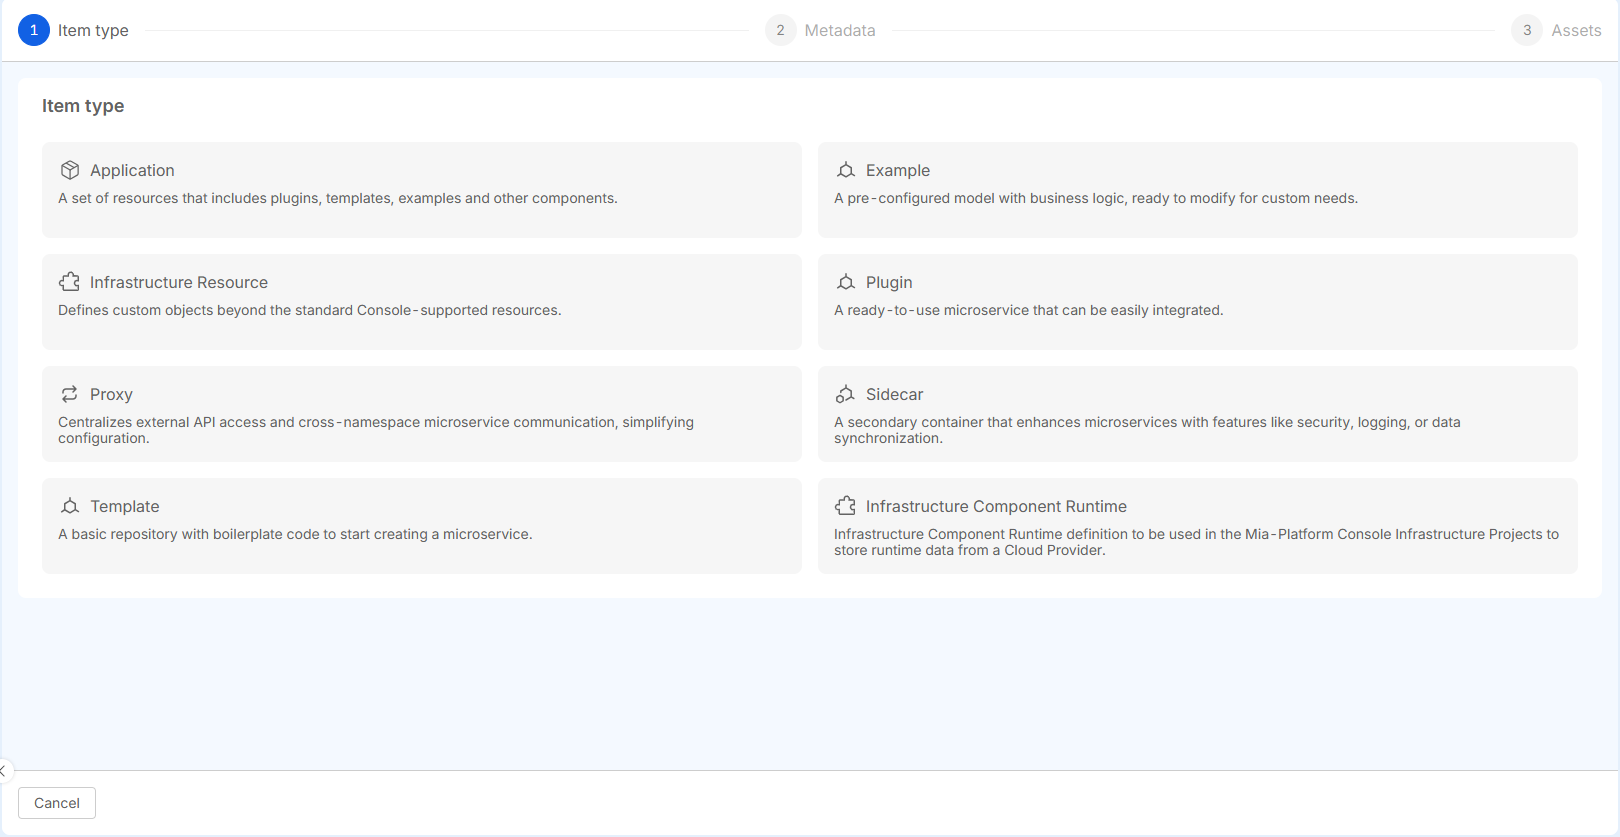 1 Item type
2 Metadata
3 Assets
Item type
Application
A set of resources that includes plugins, templates, examples and other components.
Example
A pre-configured model with business logic, ready to modify for custom needs.
Infrastructure Resource
Defines custom objects beyond the standard Console-supported resources.
Plugin
A ready-to-use microservice that can be easily integrated.
Proxy
Centralizes external API access and cross-namespace microservice communication, simplifying
configuration.
Sidecar
A secondary container that enhances microservices with features like security, logging, or data
synchronization.
Template
A basic repository with boilerplate code to start creating a microservice.
Infrastructure Component Runtime
Infrastructure Component Runtime definition to be used in the Mia-Platform Console Infrastructure Projects to
store runtime data from a Cloud Provider.
Cancel